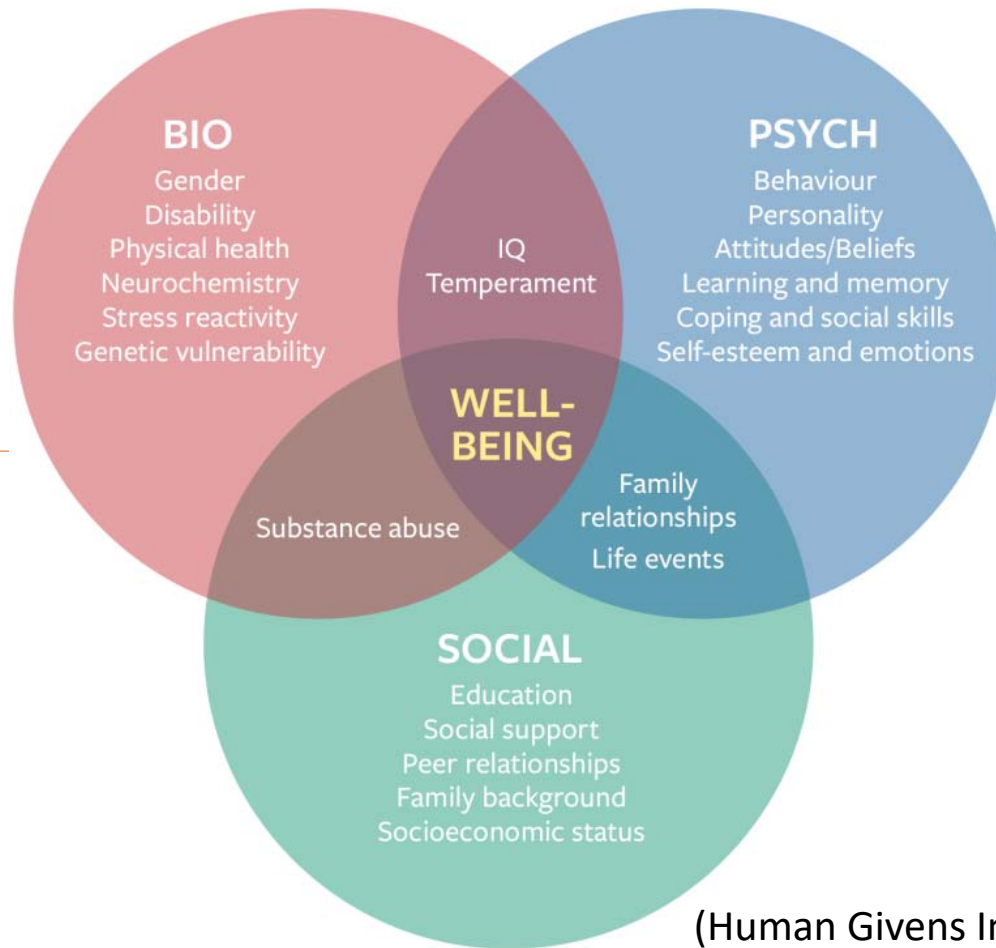 BIO
Gender
Disability
Physical health
Neurochemistry
Stress reactivity
Genetic vulnerability
PSYCH
Behaviour
Personality
Attitudes/Beliefs
Learning and memory
Coping and social skills
Self-esteem and emotions
IQ
Temperament
WELL-
BEING
Substance abuse
Family
relationships
Life events
SOCIAL
Education
Social support
Peer relationships
Family background
Socioeconomic status
(Human Givens